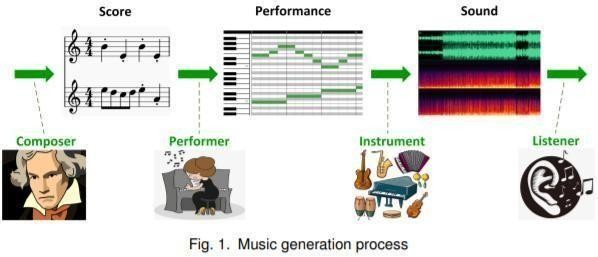 Score Performance Sound
Composer Performer Instrument Listener
Fig. 1. Music generation process